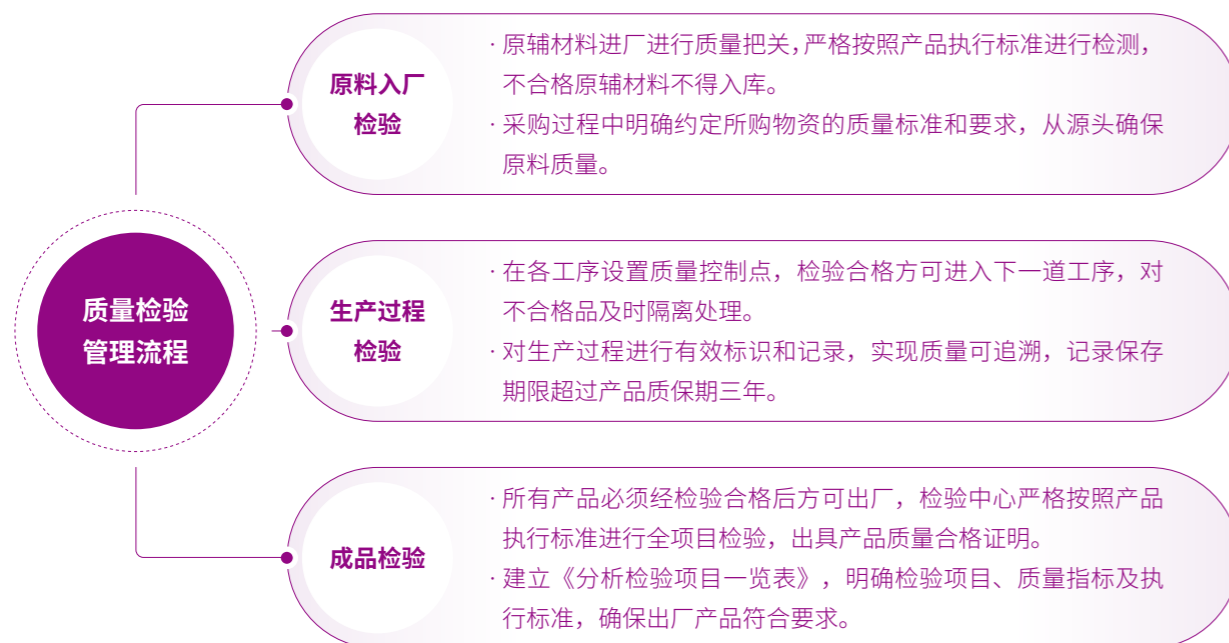 质量检验
管理流程
原料入厂
检验
· 原辅材料进厂进行质量把关，严格按照产品执行标准进行检测，
不合格原辅材料不得入库。
· 采购过程中明确约定所购物资的质量标准和要求，从源头确保
原料质量。
生产过程
检验
· 在各工序设置质量控制点，检验合格方可进入下一道工序，对
不合格品及时隔离处理。
· 对生产过程进行有效标识和记录，实现质量可追溯，记录保存
期限超过产品质保期三年。
成品检验
· 所有产品必须经检验合格后方可出厂，检验中心严格按照产品
执行标准进行全项目检验，出具产品质量合格证明。
· 建立《分析检验项目一览表》，明确检验项目、质量指标及执
行标准，确保出厂产品符合要求。